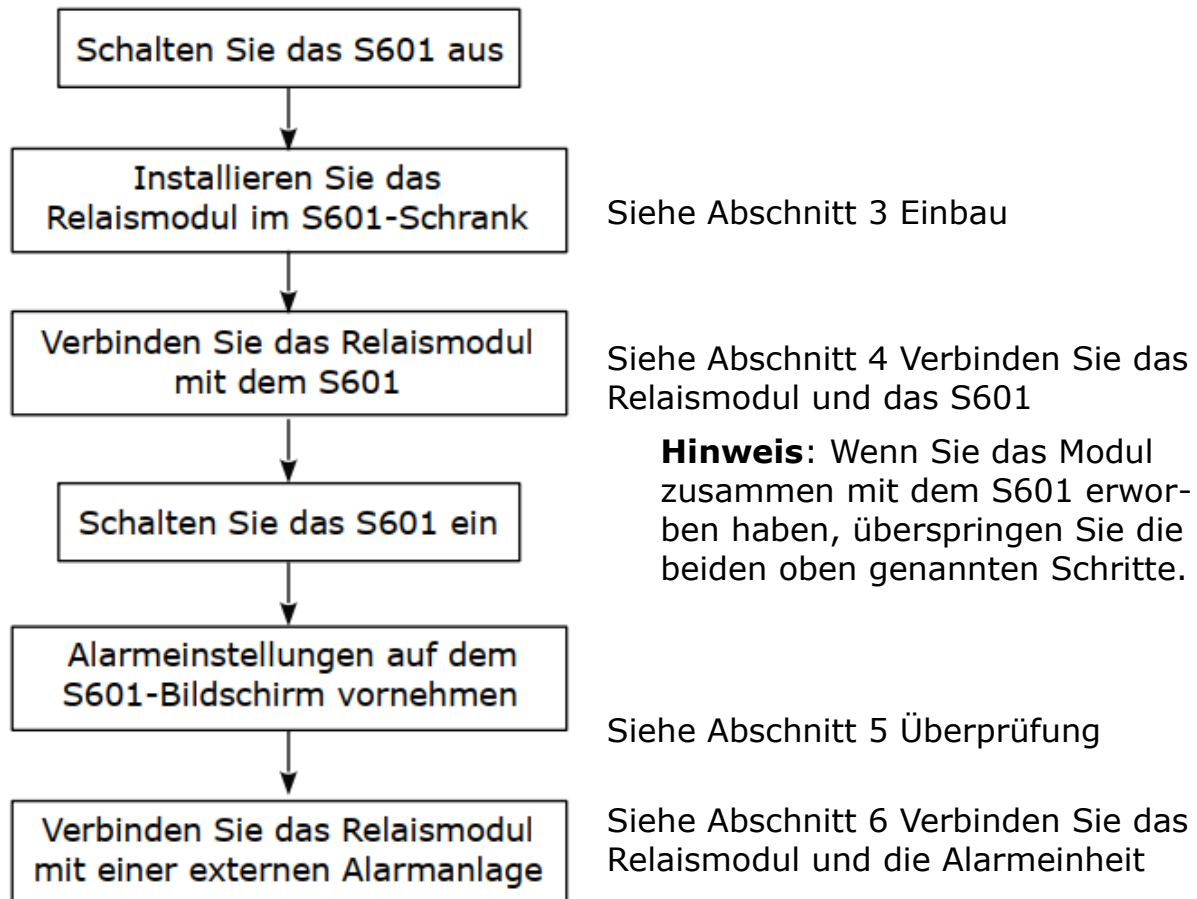 Schalten Sie das S601 aus
Installieren Sie das
Relaismodul im S601-Schrank
Siehe Abschnitt 3 Einbau
Verbinden Sie das Relaismodul
mit dem S601
Siehe Abschnitt 4 Verbinden Sie das
Relaismodul und das S601
Hinweis: Wenn Sie das Modul
zusammen mit dem S601 erwor-
ben haben, überspringen Sie die
beiden oben genannten Schritte.
Schalten Sie das S601 ein
Alarmeinstellungen auf dem
S601-Bildschirm vornehmen
Siehe Abschnitt 5 Überprüfung
Verbinden Sie das Relaismodul
mit einer externen Alarmanlage
Siehe Abschnitt 6 Verbinden Sie das
Relaismodul und die Alarmeinheit